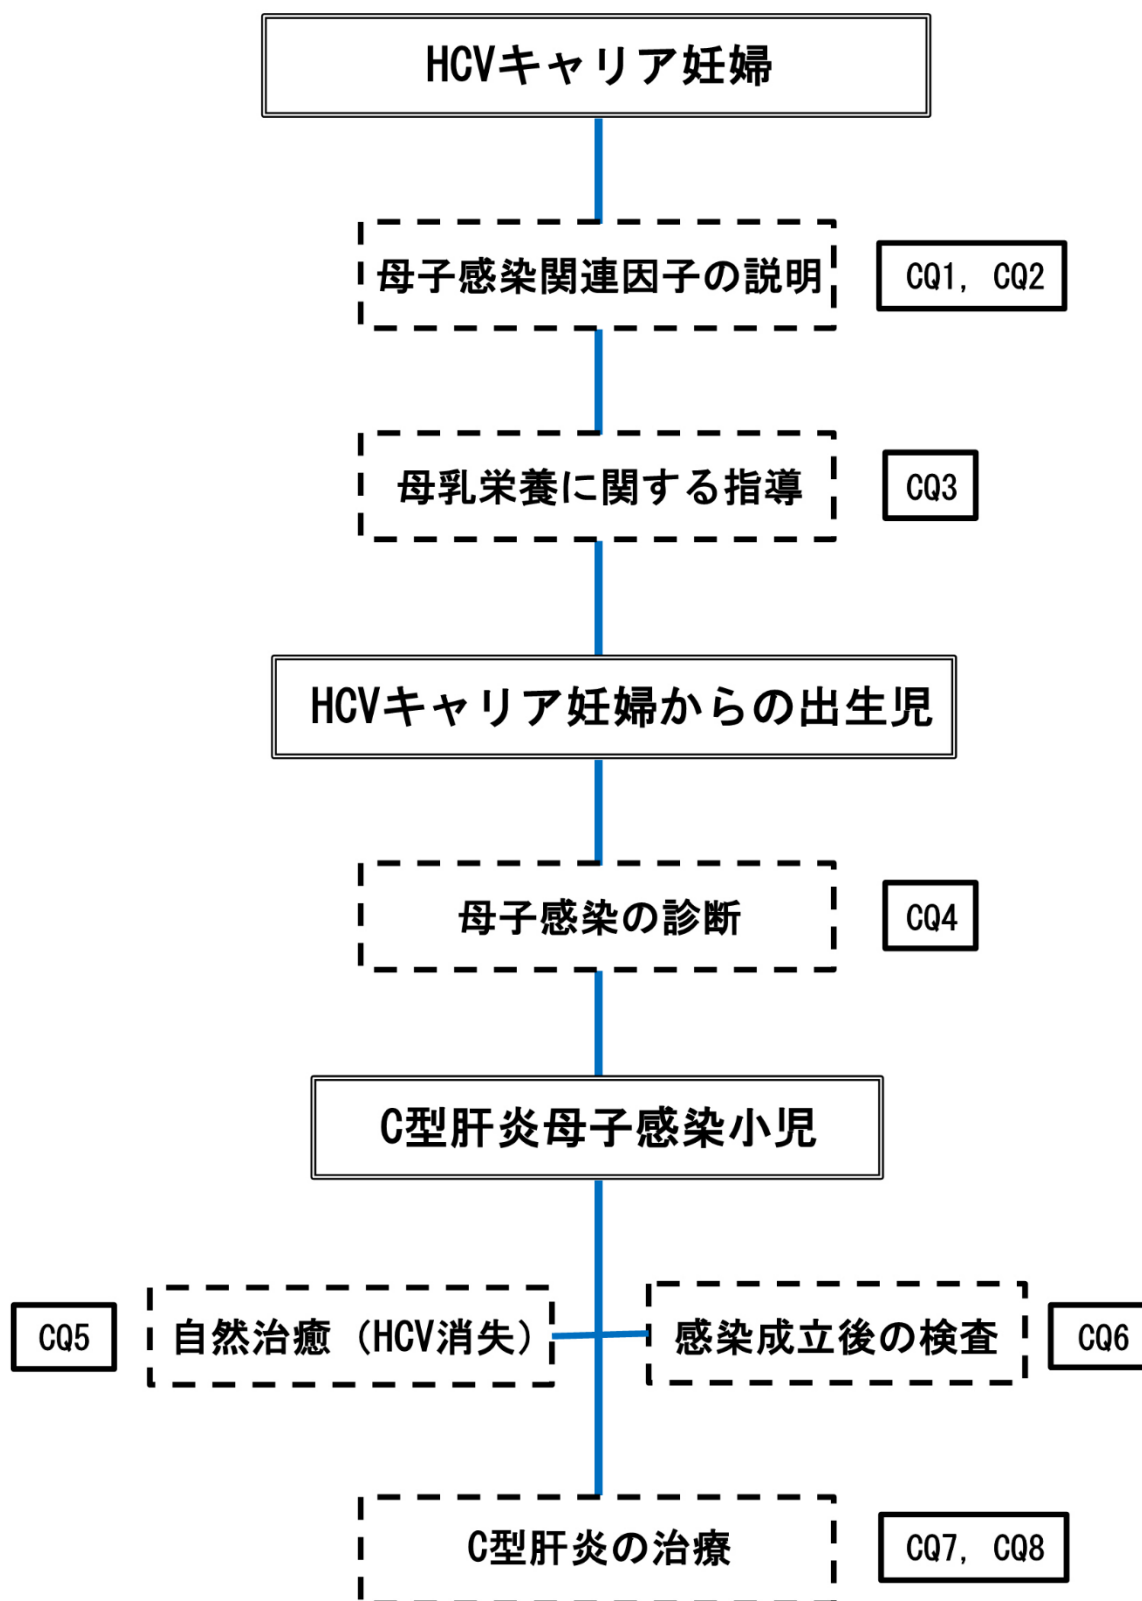 HCVキャリア妊婦
母子感染関連因子の説明
CQ1, CQ2
母乳栄養に関する指導
CQ3
HCVキャリア妊婦からの出生児
母子感染の診断
CQ4
C型肝炎母子感染小児
CQ5
自然治癒（HCV消失）
感染成立後の検査
CQ6
C型肝炎の治療
CQ7, CQ8